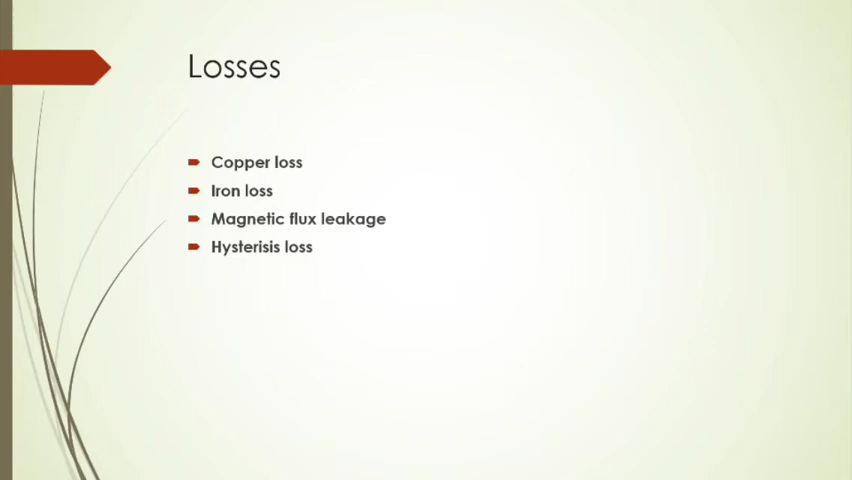 Losses
Copper loss
Iron loss
Magnetic flux leakage
Hysterisis loss